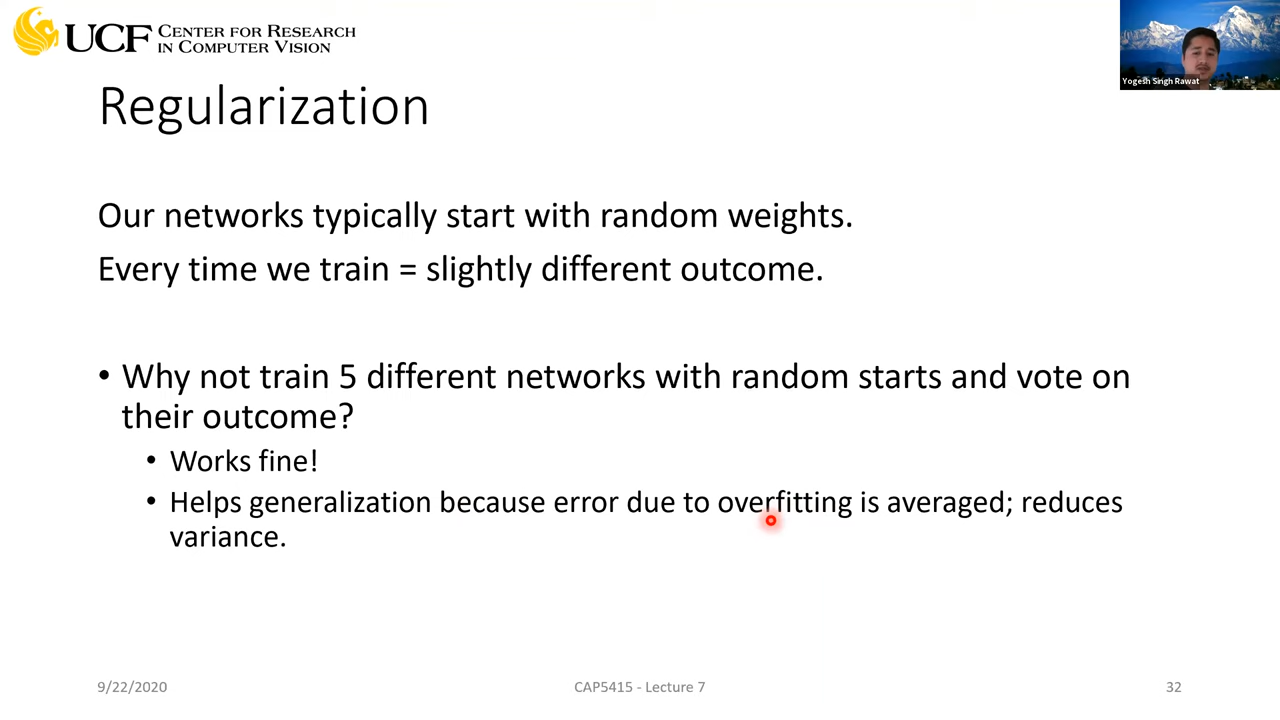 UCF CENTER FOR RESEARCH
IN COMPUTER VISION
Yogesh Singh Rawat
Regularization
Our networks typically start with random weights.
Every time we train = slightly different outcome.
• Why not train 5 different networks with random starts and vote on
their outcome?
• Works fine!
• Helps generalization because error due to overfitting is averaged; reduces
variance.
9/22/2020
CAP5415 - Lecture 7
32